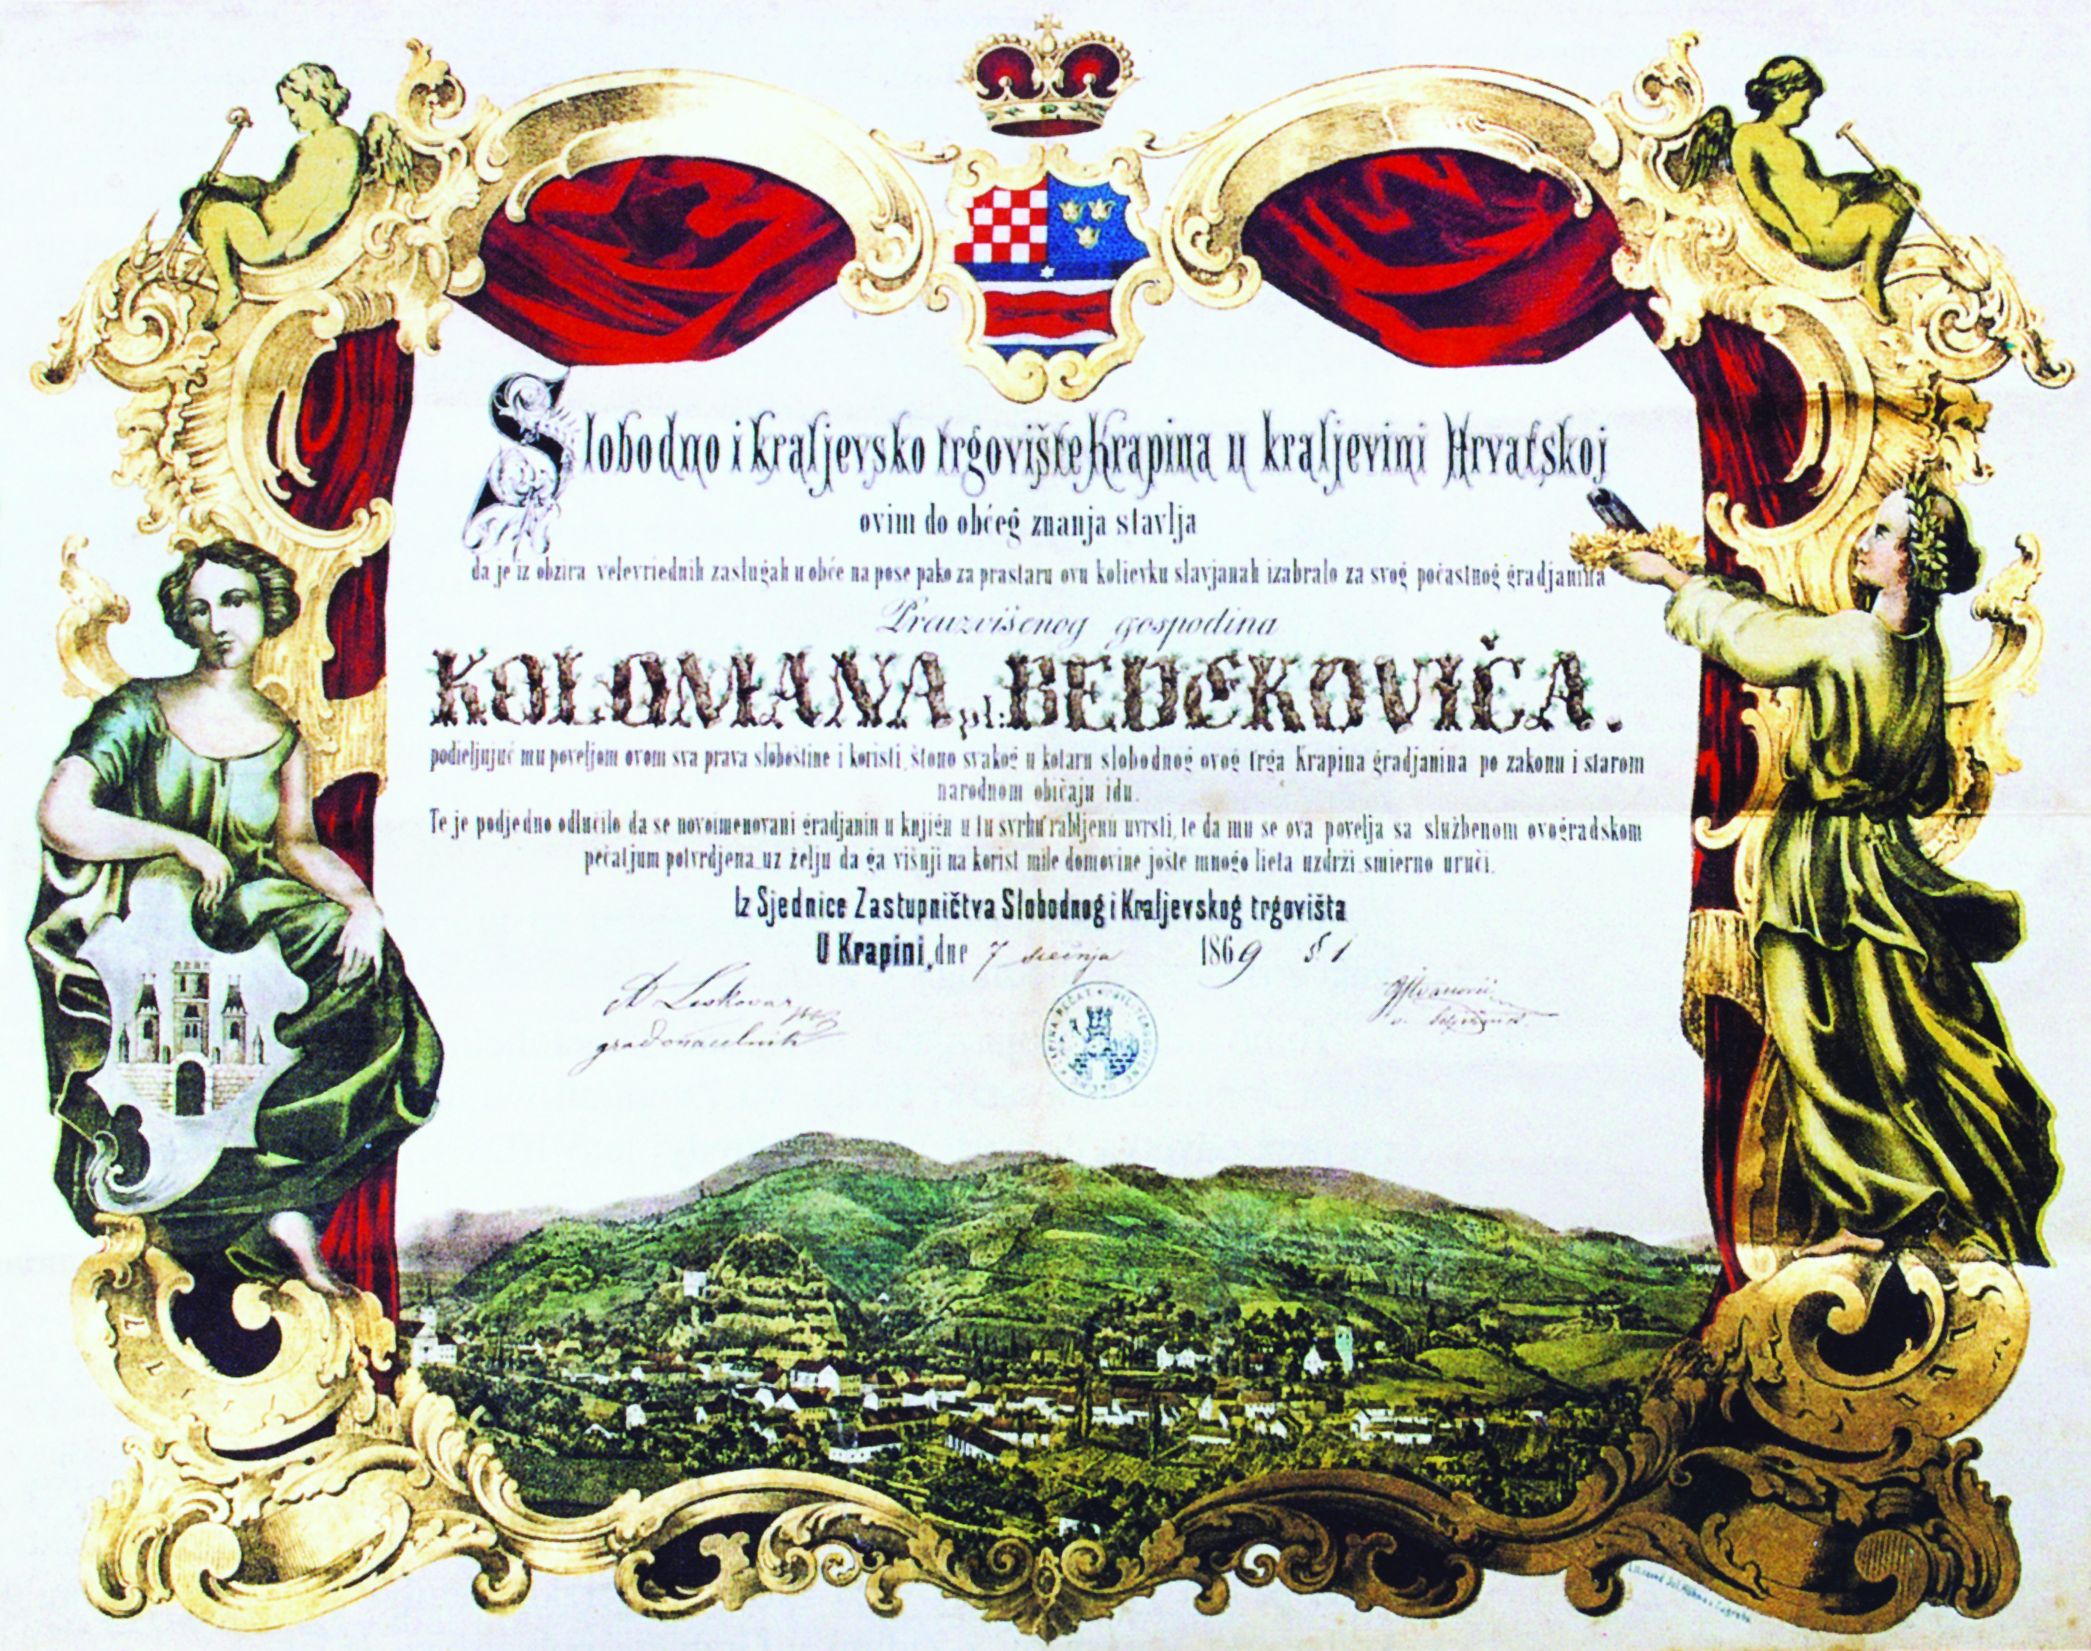 Slobodno i kraljevsko trgovište Krapina u kraljevini Hrvatskoj
ovim do obćeg znanja stavlja
da je iz obzira velevriednih zaslugah u obće na pose pako za prastaru ovu kolievku slavjanah izabralo za svog počastnog gradjanina
Preuzvišenog gospodina
KOLOMANA pl: BEDEKOVIĆA.
podieljujuć mu poveljom ovom sva prava sloboštine i koristi, štono svakog u kotaru slobodnog ovog trga Krapina gradjanina po zakonu i starom
narodnom običaju idu.
Te je podjedno odlučilo da se novoimenovani gradjanin u knjigu u tu svrhu rabljenu uvrsti, te da mu se ova povelja sa službenom ovogradskom
pečatjum potvrdjena uz želju da ga višnji na korist mile domovine jošte mnogo lieta uzdrži smierno uruči.
Iz Sjednice Zastupničtva Slobodnog i Kraljevskog trgovišta
U Krapini, dne 7 siečnja 1869 § 1
Leskovar
gradonačelnik